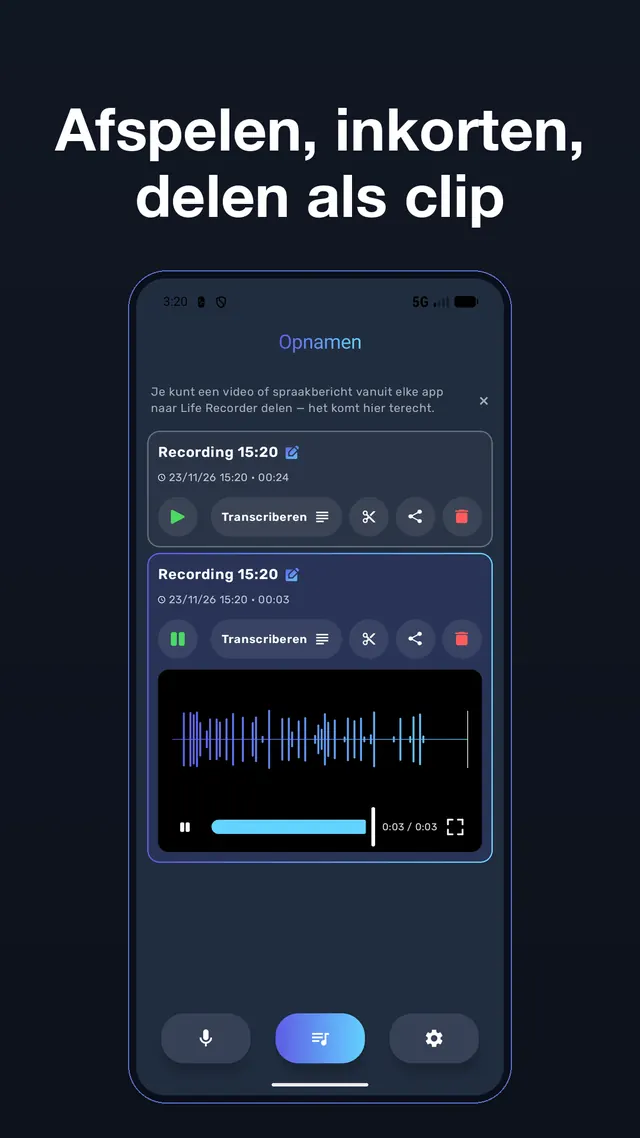 Afspelen, inkorten,
delen als clip
3:20
5G
Opnamen
Je kunt een video of spraakbericht vanuit elke app
naar Life Recorder delen — het komt hier terecht.
Recording 15:20
23/11/26 15:20 • 00:24
Transcriberen
Recording 15:20
23/11/26 15:20 • 00:03
Transcriberen
0:03 / 0:03